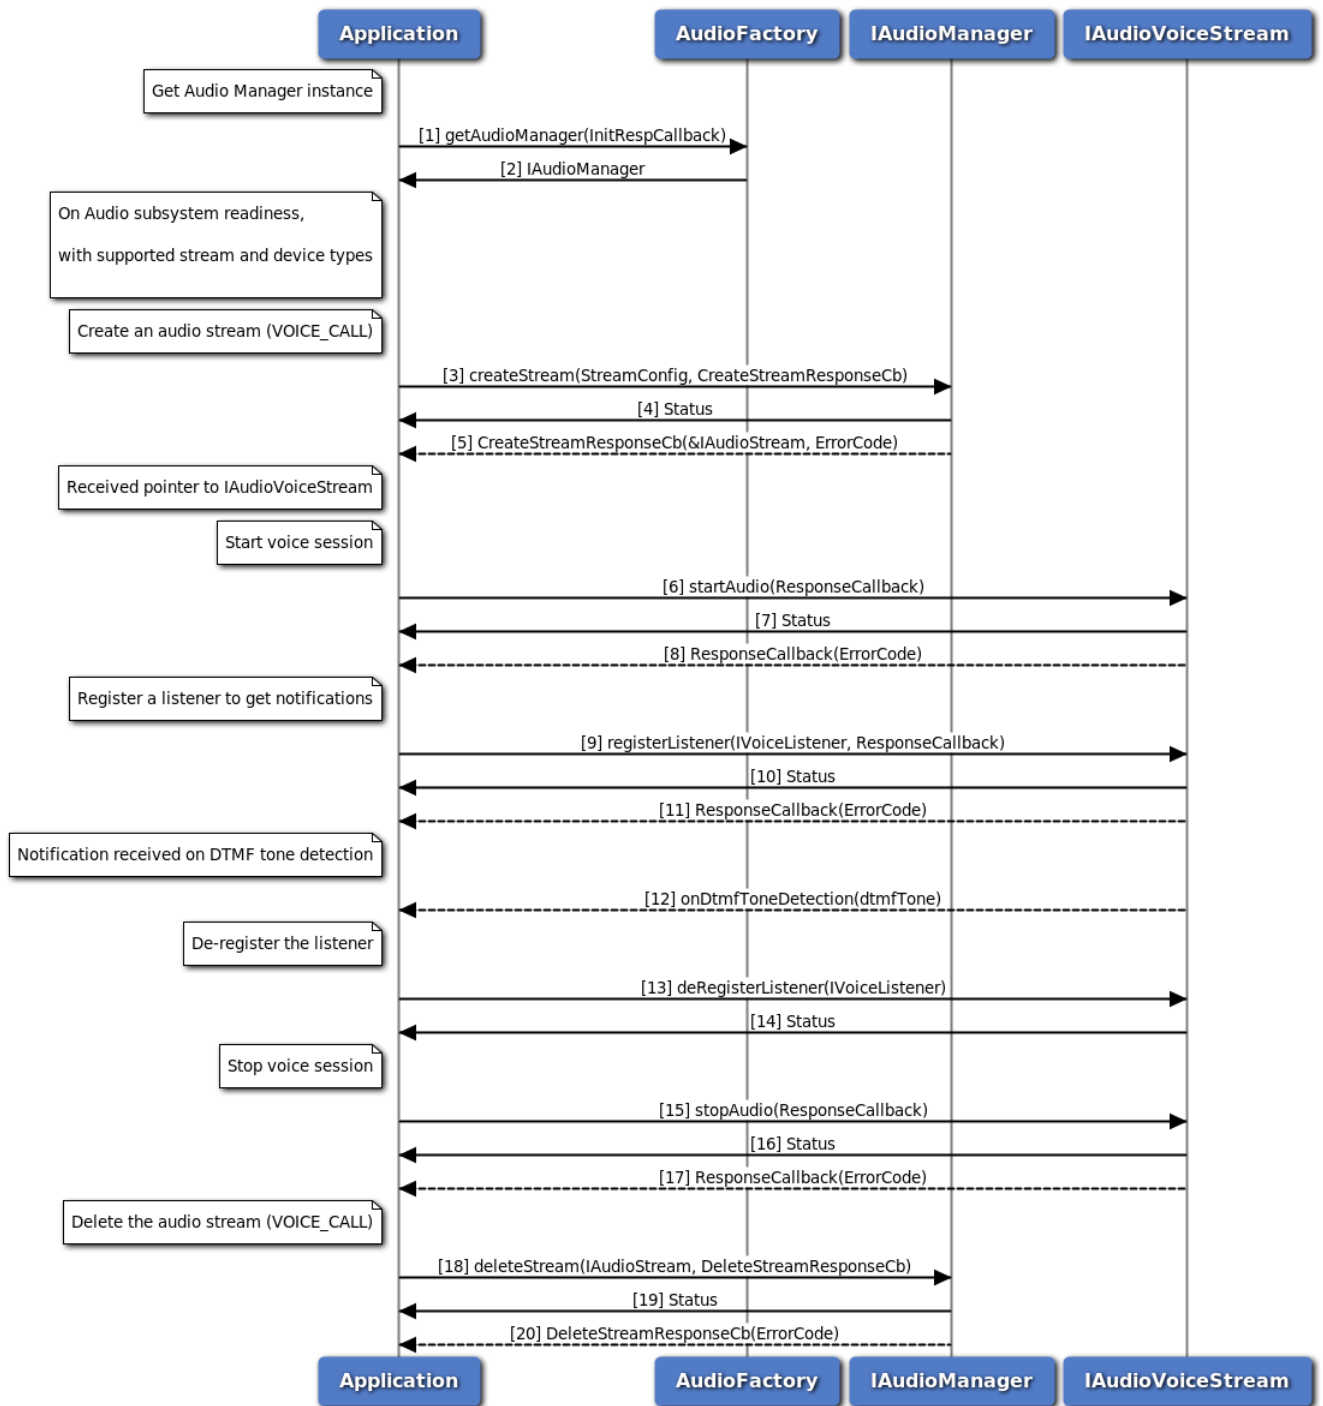 Application
AudioFactory
IAudioManager
IAudioVoiceStream
Get Audio Manager instance
[1] getAudioManager(InitRespCallback)
[2] IAudioManager
On Audio subsystem readiness,
with supported stream and device types
Create an audio stream (VOICE_CALL)
[3] createStream(StreamConfig, CreateStreamResponseCb)
[4] Status
[5] CreateStreamResponseCb(&IAudioStream, ErrorCode)
Received pointer to IAudioVoiceStream
Start voice session
[6] startAudio(ResponseCallback)
[7] Status
[8] ResponseCallback(ErrorCode)
Register a listener to get notifications
[9] registerListener(IVoiceListener, ResponseCallback)
[10] Status
[11] ResponseCallback(ErrorCode)
Notification received on DTMF tone detection
[12] onDtmfToneDetection(dtmfTone)
De-register the listener
[13] deRegisterListener(IVoiceListener)
[14] Status
Stop voice session
[15] stopAudio(ResponseCallback)
[16] Status
[17] ResponseCallback(ErrorCode)
Delete the audio stream (VOICE_CALL)
[18] deleteStream(IAudioStream, DeleteStreamResponseCb)
[19] Status
[20] DeleteStreamResponseCb(ErrorCode)
Application
AudioFactory
IAudioManager
IAudioVoiceStream